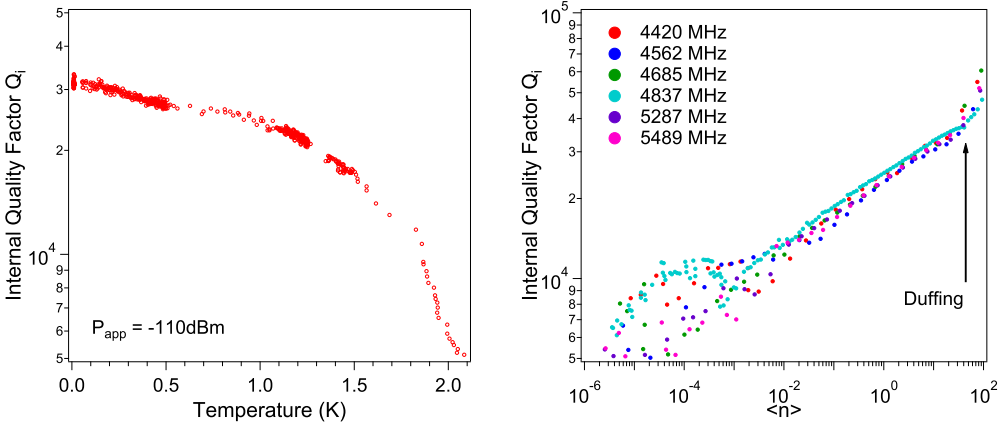 Internal Quality Factor Qi
5
4
3
2
10^4
9
8
7
6
5
P_app = -110dBm
0.0 0.5 1.0 1.5 2.0
Temperature (K)
Internal Quality Factor Qi
10^5
9
8
7
6
5
4
3
2
10^4
9
8
7
6
5
4420 MHz
4562 MHz
4685 MHz
4837 MHz
5287 MHz
5489 MHz
Duffing
10^-6 10^-4 10^-2 10^0 10^2
<n>